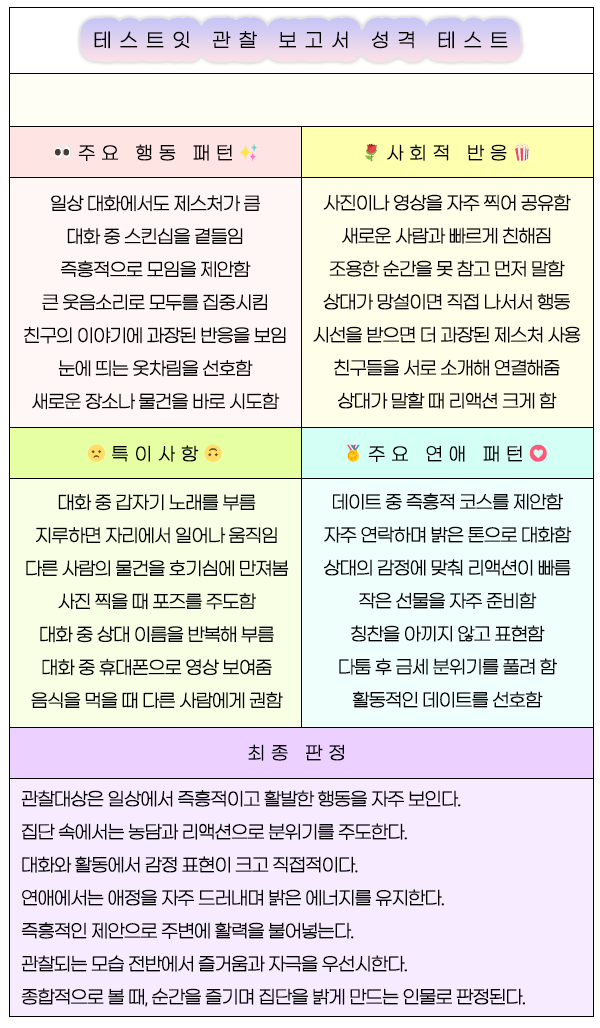 테스트잇 관찰 보고서 성격 테스트
주요 행동 패턴
일상 대화에서도 제스처가 큼
대화 중 스킨십을 곁들임
즉흥적으로 모임을 제안함
큰 웃음소리로 모두를 집중시킴
친구의 이야기에 과장된 반응을 보임
눈에 띄는 옷차림을 선호함
새로운 장소나 물건을 바로 시도함
사회적 반응
사진이나 영상을 자주 찍어 공유함
새로운 사람과 빠르게 친해짐
조용한 순간을 못 참고 먼저 말함
상대가 망설이면 직접 나서서 행동
시선을 받으면 더 과장된 제스처 사용
친구들을 서로 소개해 연결해줌
상대가 말할 때 리액션 크게 함
특이사항
대화 중 갑자기 노래를 부름
지루하면 자리에서 일어나 움직임
다른 사람의 물건을 호기심에 만져봄
사진 찍을 때 포즈를 주도함
대화 중 상대 이름을 반복해 부름
대화 중 휴대폰으로 영상 보여줌
음식을 먹을 때 다른 사람에게 권함
주요 연애 패턴
데이트 중 즉흥적 코스를 제안함
자주 연락하며 밝은 톤으로 대화함
상대의 감정에 맞춰 리액션이 빠름
작은 선물을 자주 준비함
칭찬을 아끼지 않고 표현함
다툼 후 금세 분위기를 풀려 함
활동적인 데이트를 선호함
최종 판정
관찰대상은 일상에서 즉흥적이고 활발한 행동을 자주 보인다.
집단 속에서는 농담과 리액션으로 분위기를 주도한다.
대화와 활동에서 감정 표현이 크고 직접적이다.
연애에서는 애정을 자주 드러내며 밝은 에너지를 유지한다.
즉흥적인 제안으로 주변에 활력을 불어넣는다.
관찰되는 모습 전반에서 즐거움과 자극을 우선시한다.
종합적으로 볼 때, 순간을 즐기며 집단을 밝게 만드는 인물로 판정된다.